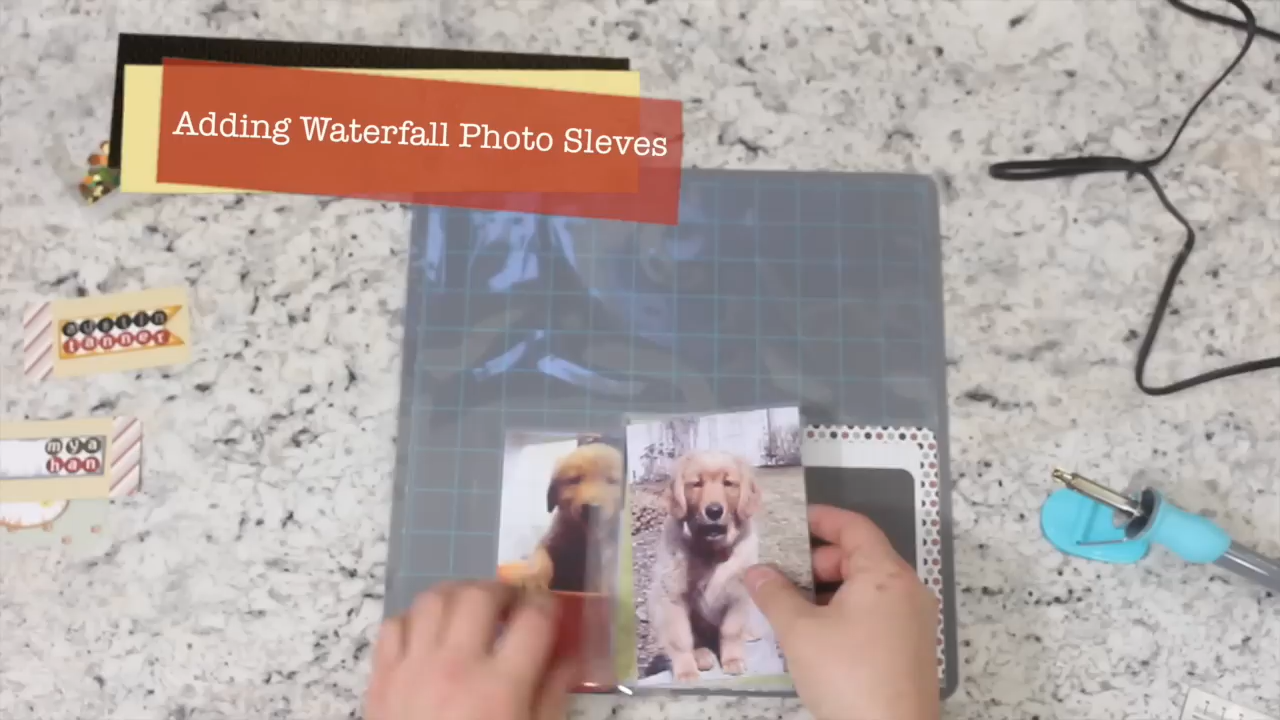 Adding Waterfall Photo Sleves
austin
tanner
mya
han